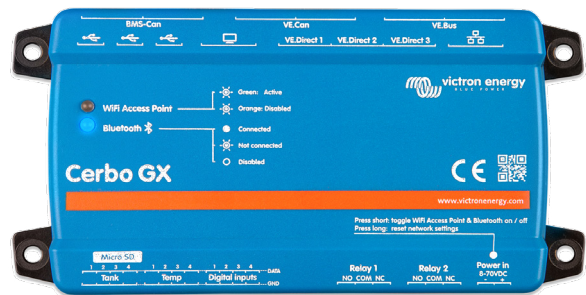 BMS-Can VE.Can VE.Bus
VE.Direct 1 VE.Direct 2 VE.Direct 3
victron energy
BLUE POWER
Green: Active
WiFi Access Point
Orange: Disabled
Bluetooth
Connected
Not connected
Disabled
Cerbo GX
CE
www.victronenergy.com
Press short: toggle WiFi Access Point & Bluetooth on / off
Press long: reset network settings
Micro SD
1 2 3 4 1 2 3 4 1 2 3 4 DATA
GND
Tank Temp Digital inputs
Relay 1 Relay 2 Power in
NO COM NC NO COM NC 8-70VDC
- +